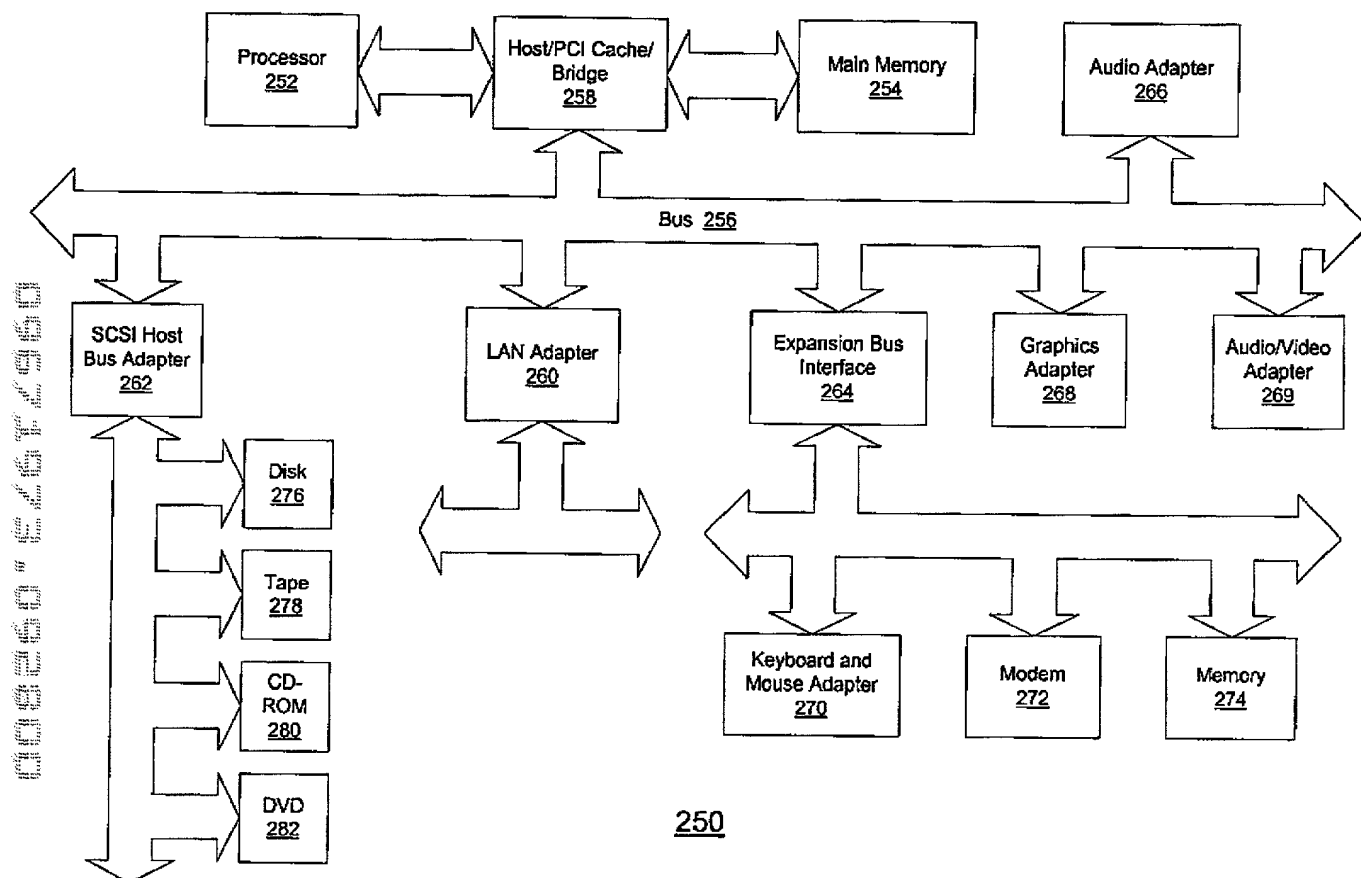 Processor
252
Host/PCI Cache/
Bridge
258
Main Memory
254
Audio Adapter
266
Bus 256
SCSI Host
Bus Adapter
262
LAN Adapter
260
Expansion Bus
Interface
264
Graphics
Adapter
268
Audio/Video
Adapter
269
Disk
276
Tape
278
CD-
ROM
280
DVD
282
Keyboard and
Mouse Adapter
270
Modem
272
Memory
274
250